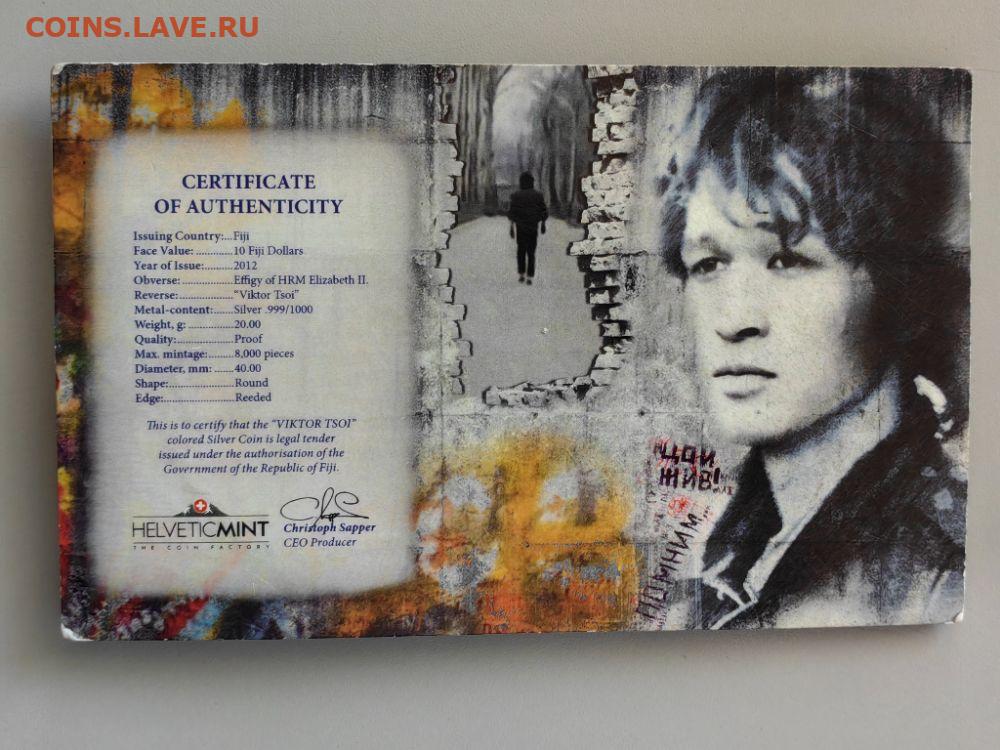 COINS.LAVE.RU
CERTIFICATE
OF AUTHENTICITY
Issuing Country:...Fiji
Face Value: ............10 Fiji Dollars
Year of Issue:.........2012
Obverse: .................Effigy of HRM Elizabeth II.
Reverse:...................“Viktor Tsoi”
Metal-content:......Silver .999/1000
Weight, g: ................20.00
Quality:....................Proof
Max. mintage:.........8,000 pieces
Diameter, mm: ......40.00
Shape:.......................Round
Edge:.........................Reeded
This is to certify that the “VIKTOR TSOI”
colored Silver Coin is legal tender
issued under the authorisation of the
Government of the Republic of Fiji.
HELVETICMINT
THE COIN FACTORY
Christoph Sapper
CEO Producer
ЦОЙ
ЖИВ!
ПОМНИМ...